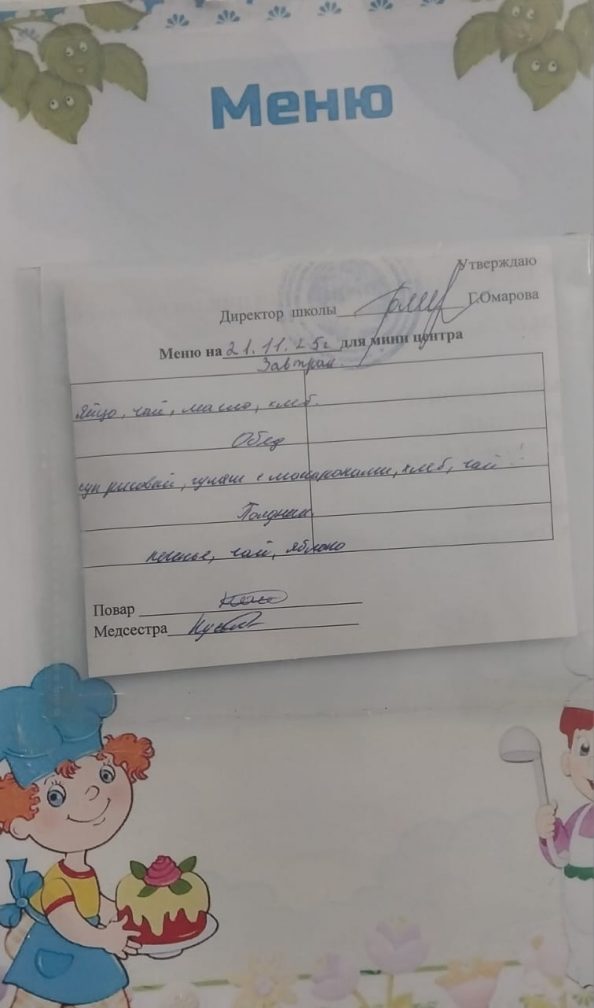 Меню
Утверждаю
Директор школы Г.Омарова
Меню на 21.11.25г для мини центра
Завтрак
яйцо, чай, масло, хлеб.
Обед
суп рисовый, гуляш с макаронами, хлеб, чай
Полдник
печенье, чай, яблоко
Повар
Медсестра